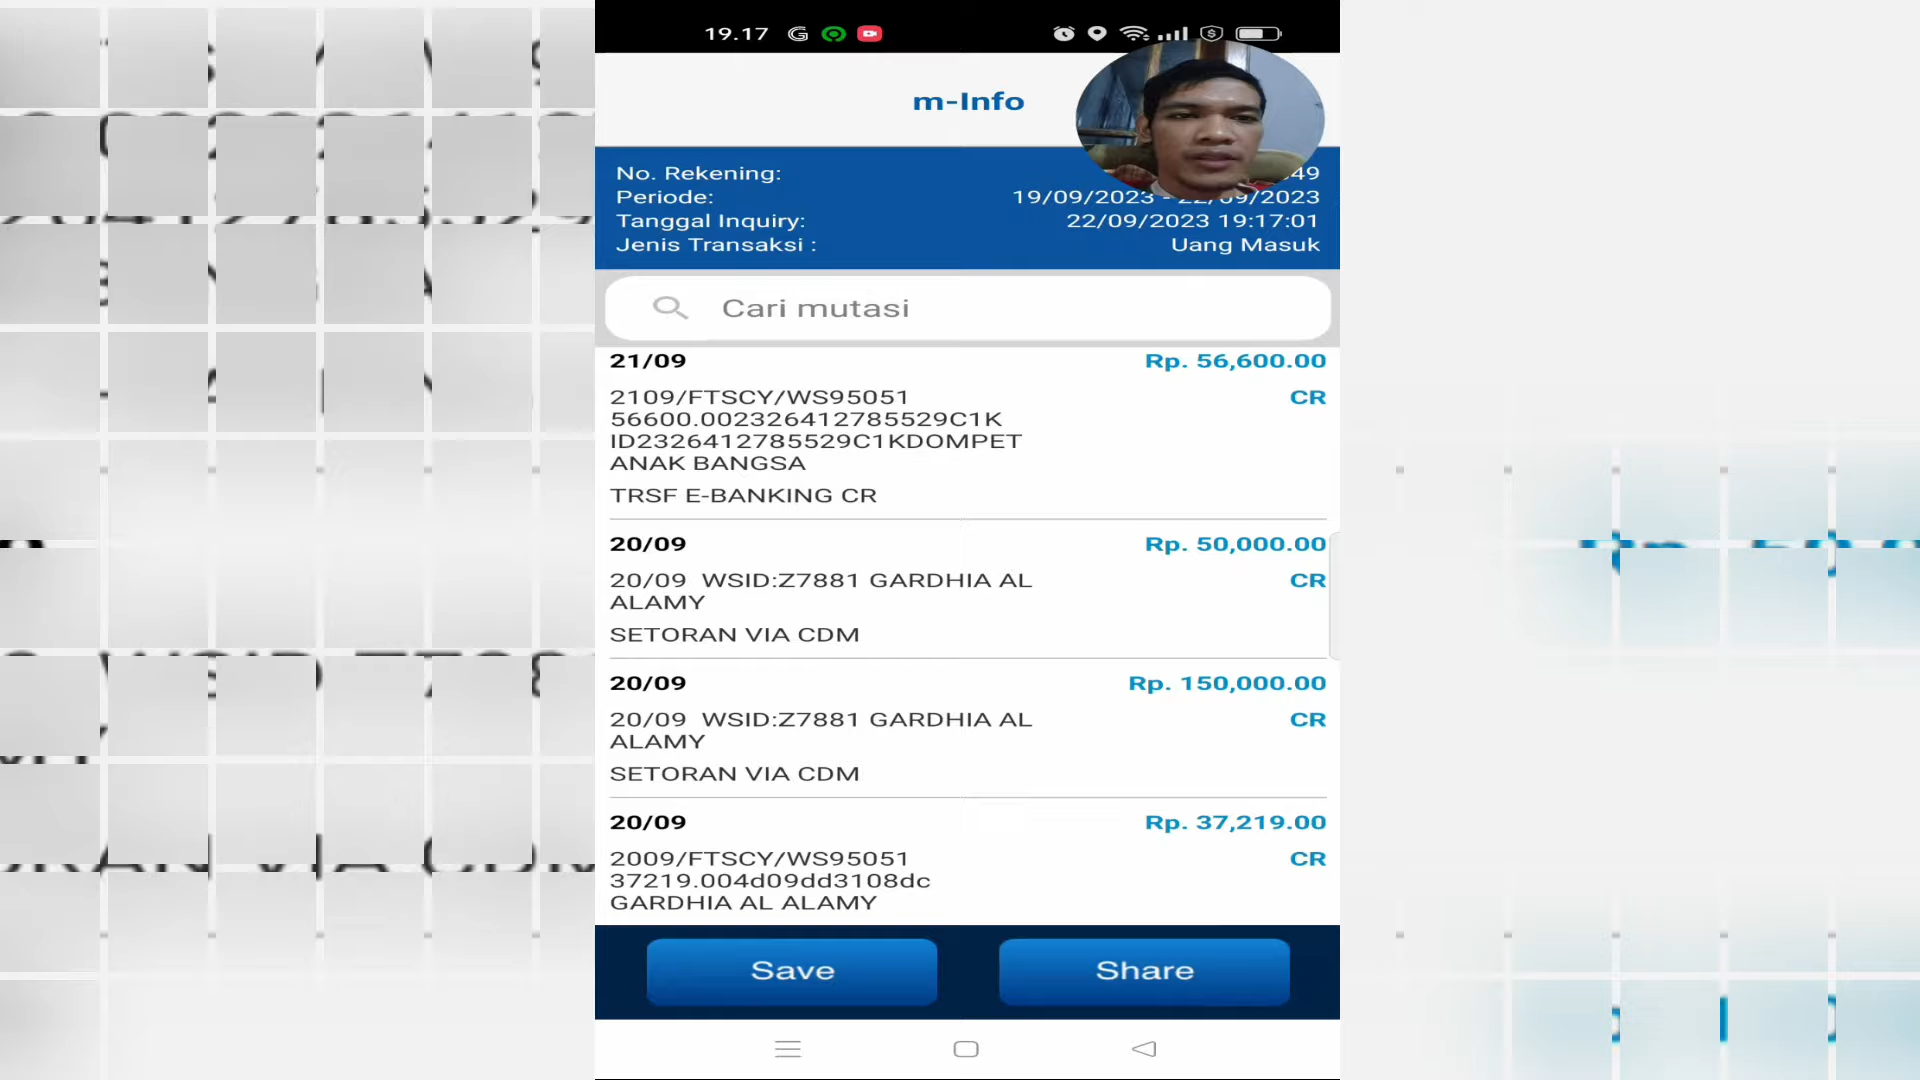 19.17
m-Info
No. Rekening: 49
Periode: 19/09/2023 - 22/09/2023
Tanggal Inquiry: 22/09/2023 19:17:01
Jenis Transaksi : Uang Masuk
Cari mutasi
21/09 Rp. 56,600.00
2109/FTSCY/WS95051 CR
56600.002326412785529C1K
ID2326412785529C1KDOMPET
ANAK BANGSA
TRSF E-BANKING CR
20/09 Rp. 50,000.00
20/09 WSID:Z7881 GARDHIA AL CR
ALAMY
SETORAN VIA CDM
20/09 Rp. 150,000.00
20/09 WSID:Z7881 GARDHIA AL CR
ALAMY
SETORAN VIA CDM
20/09 Rp. 37,219.00
2009/FTSCY/WS95051 CR
37219.004d09dd3108dc
GARDHIA AL ALAMY
Save Share